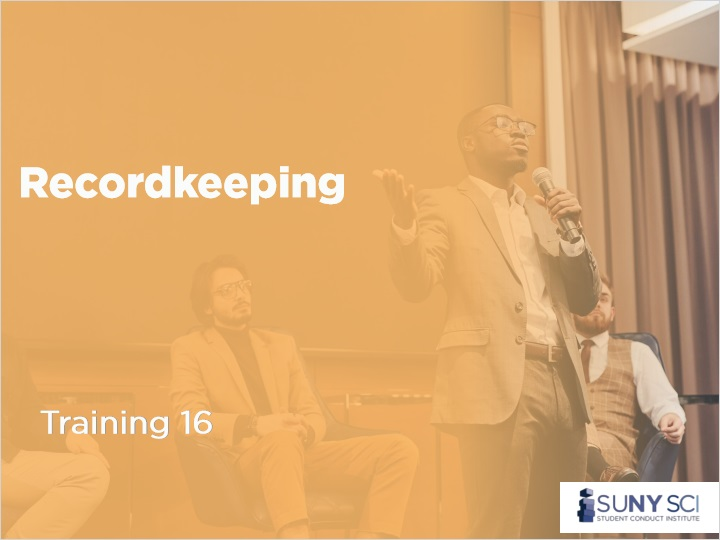 Recordkeeping
Training 16
SUNY SCI
STUDENT CONDUCT INSTITUTE